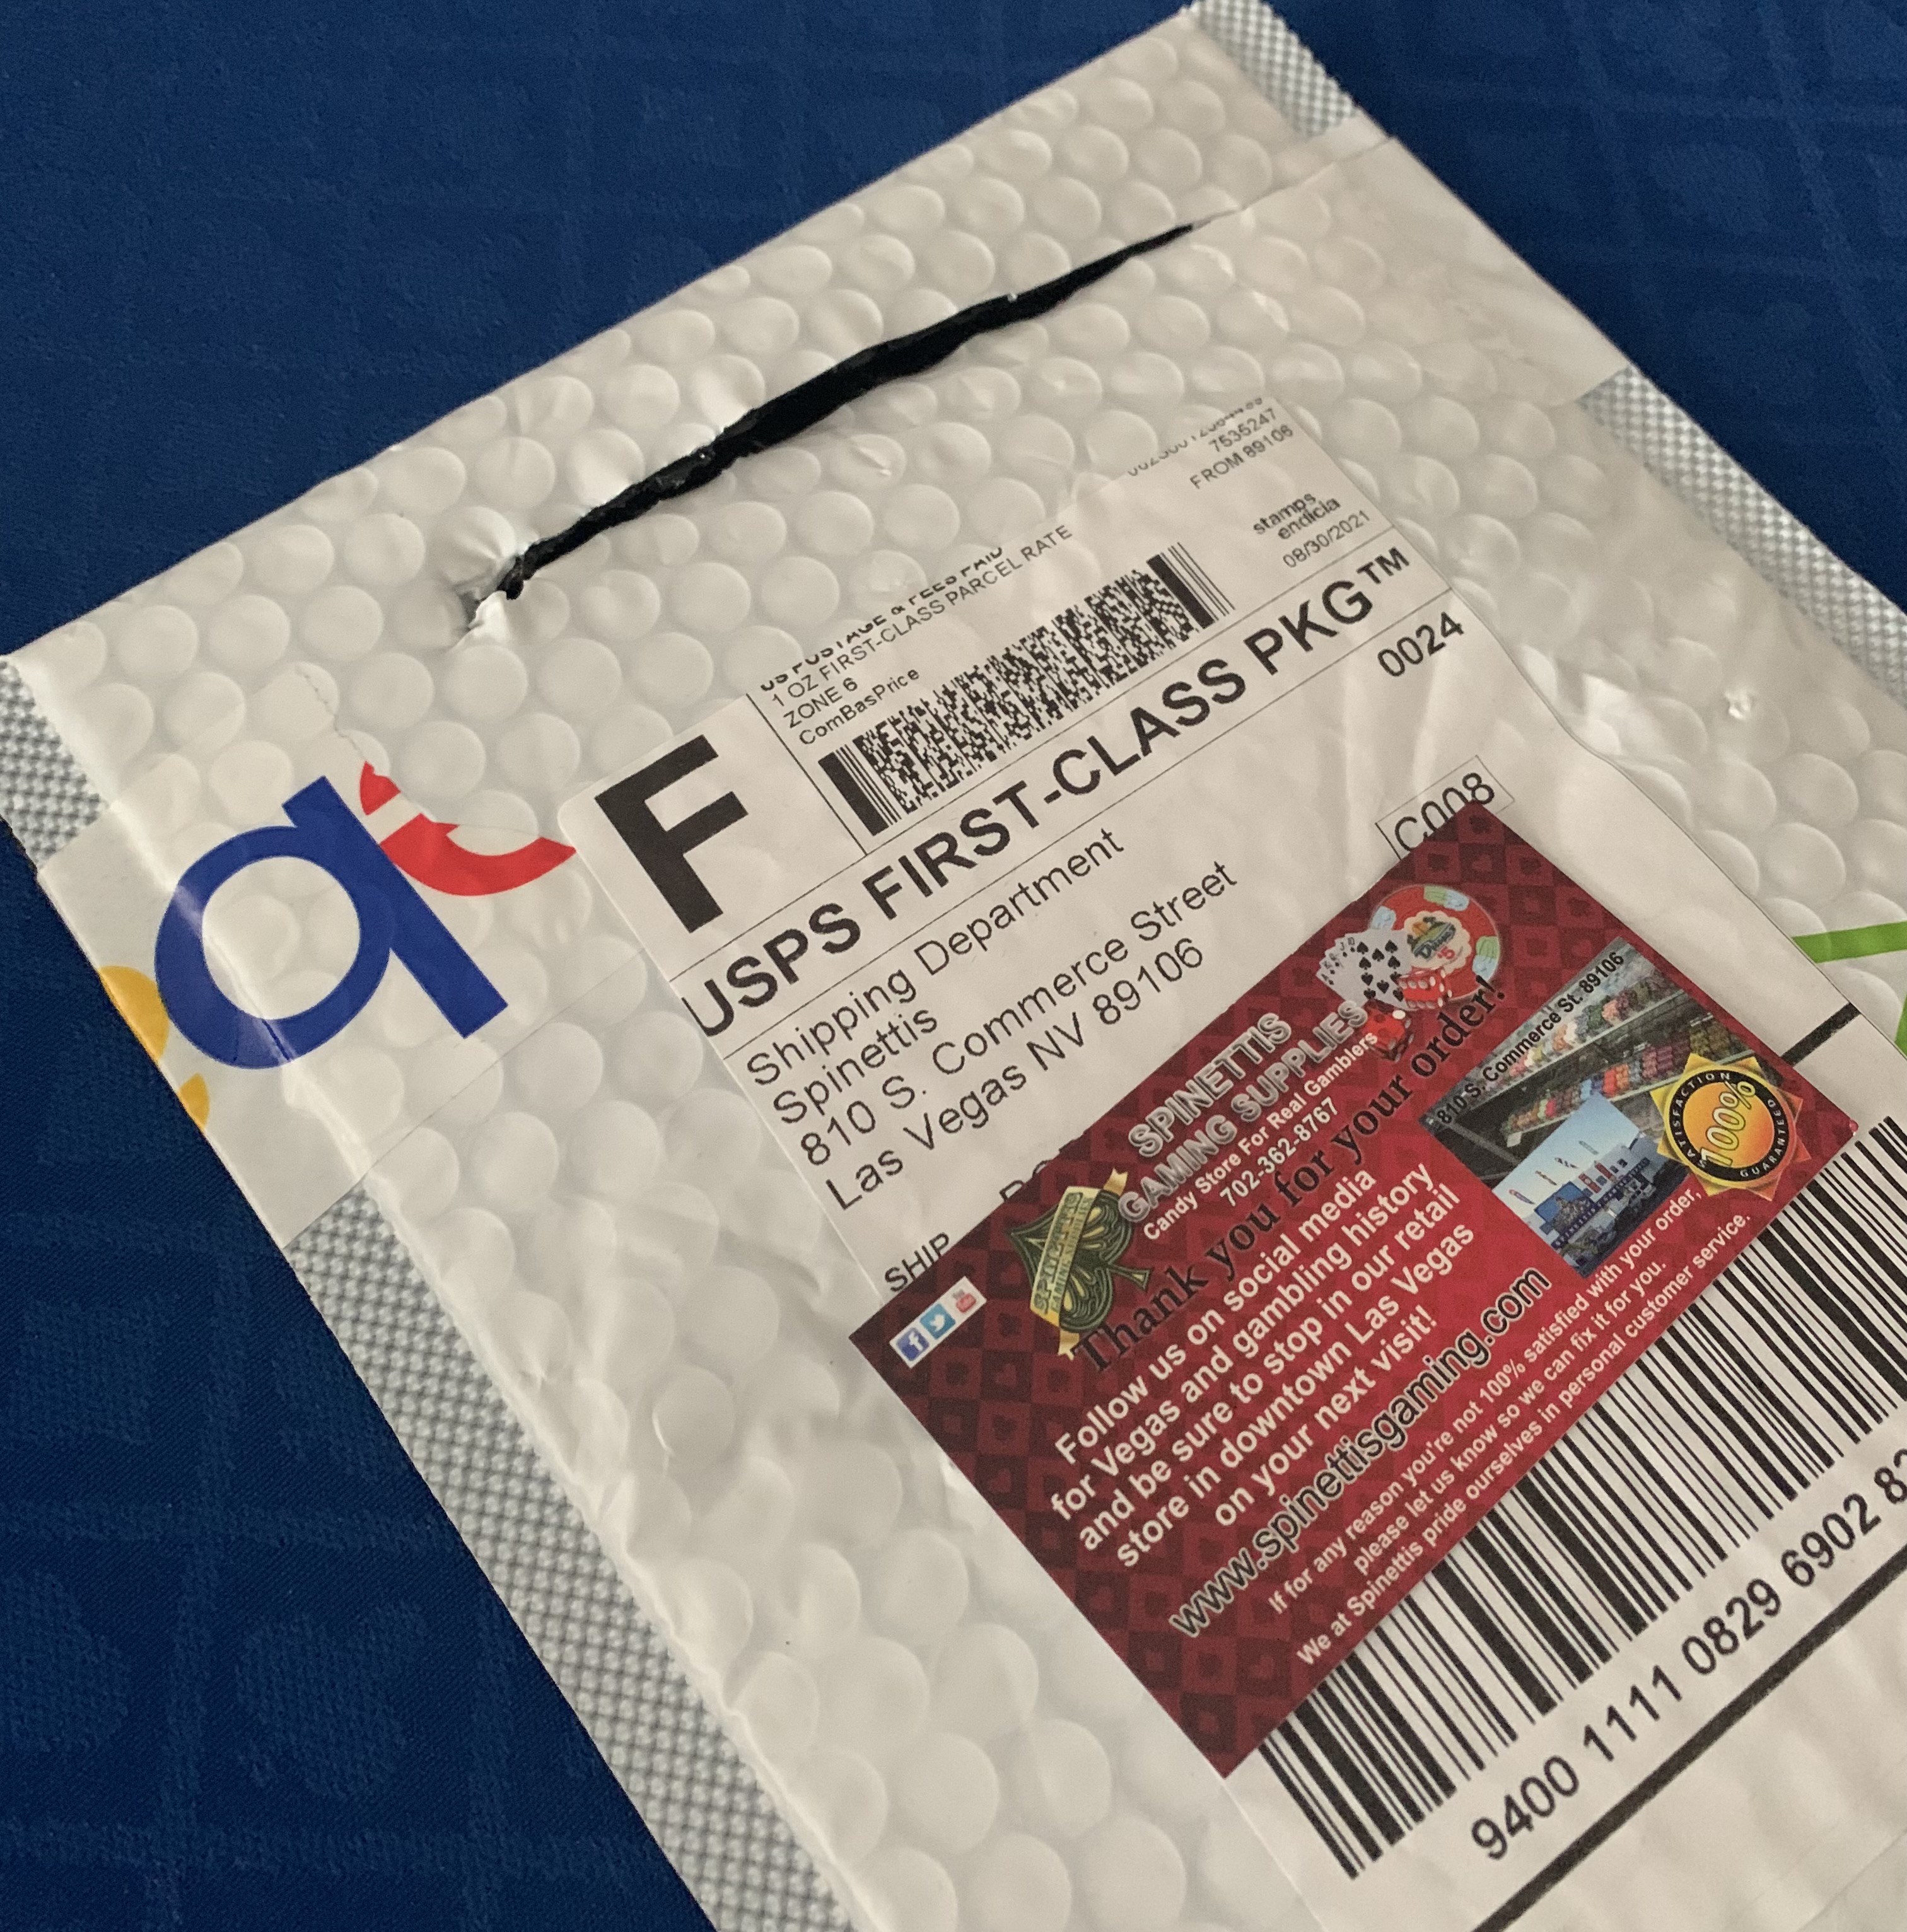 US POSTAGE & FEES PAID
1 OZ FIRST-CLASS PARCEL RATE
ZONE 6
ComBasPrice
7535247
FROM 89106
stamps
endicia
08/30/2021
F
USPS FIRST-CLASS PKG™
Shipping Department
Spinettis
810 S. Commerce Street
Las Vegas NV 89106
0024
C008
SHIP
SPINETTIS
GAMING SUPPLIES
Candy Store For Real Gamblers
702-362-8767
Thank you for your order!
Follow us on social media
for Vegas and gambling history
and be sure to stop in our retail
store in downtown Las Vegas
on your next visit!
www.spinettisgaming.com
If for any reason you're not 100% satisfied with your order,
please let us know so we can fix it for you.
We at Spinettis pride ourselves in personal customer service.
810 S. Commerce St. 89106
SATISFACTION
100%
GUARANTEED
9400 1111 0829 6902 82